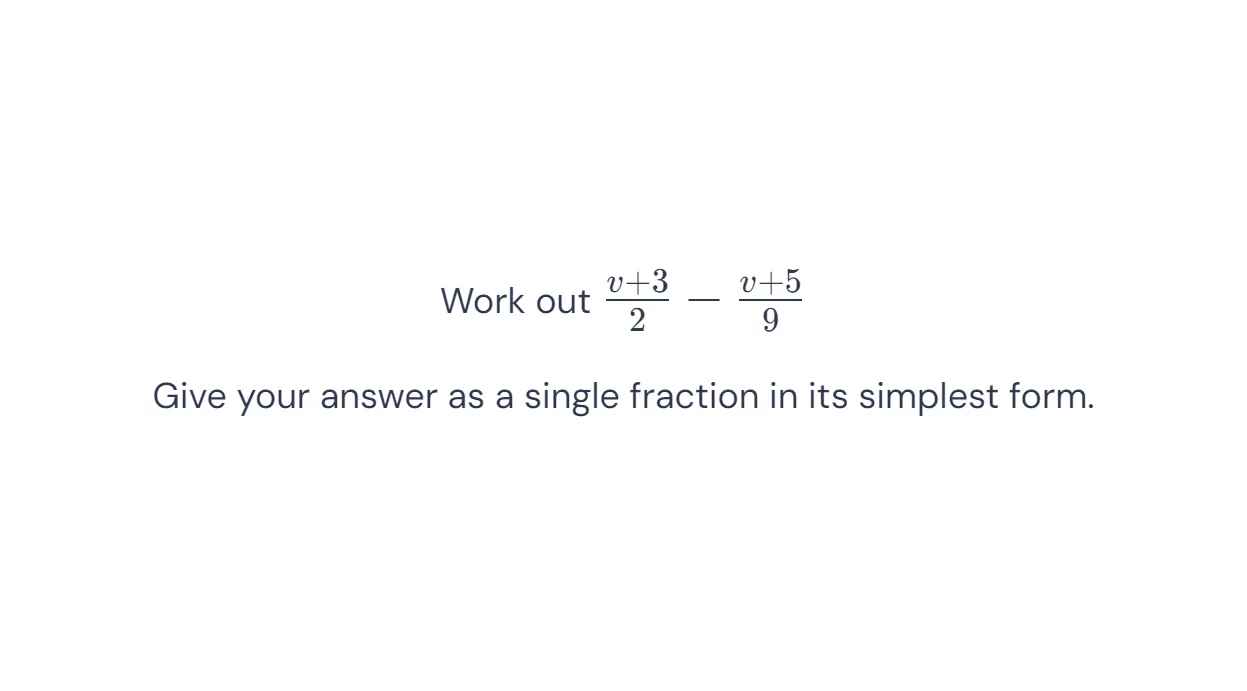 Work out \frac{v+3}{2} - \frac{v+5}{9}
Give your answer as a single fraction in its simplest form.